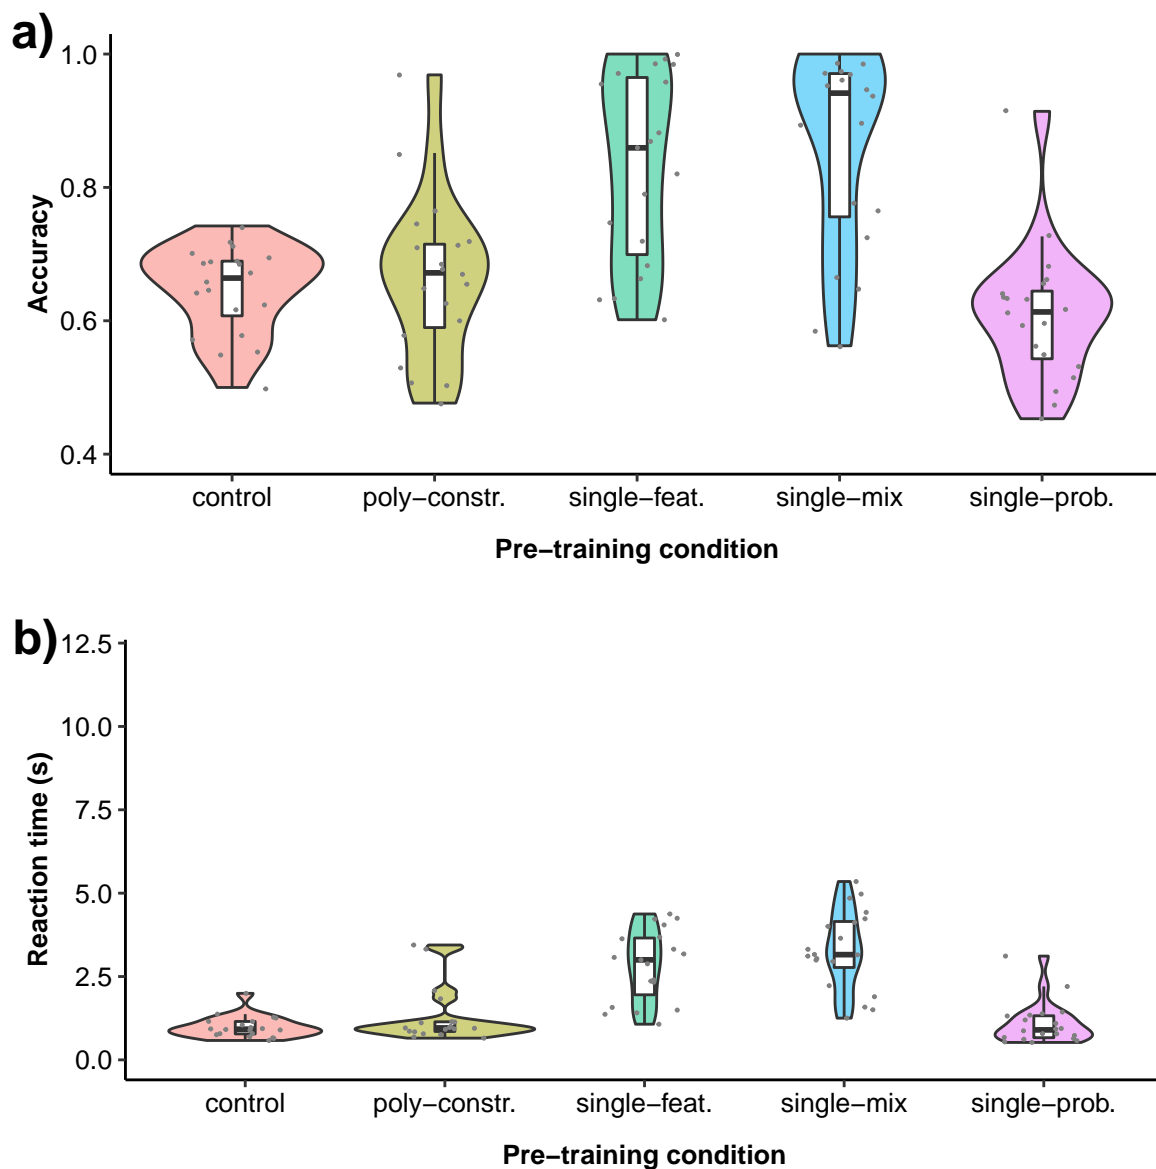 a)
1.0
0.8
0.6
0.4
Accuracy
control poly−constr. single−feat. single−mix single−prob.
Pre−training condition
b)
12.5
10.0
7.5
5.0
2.5
0.0
Reaction time (s)
control poly−constr. single−feat. single−mix single−prob.
Pre−training condition